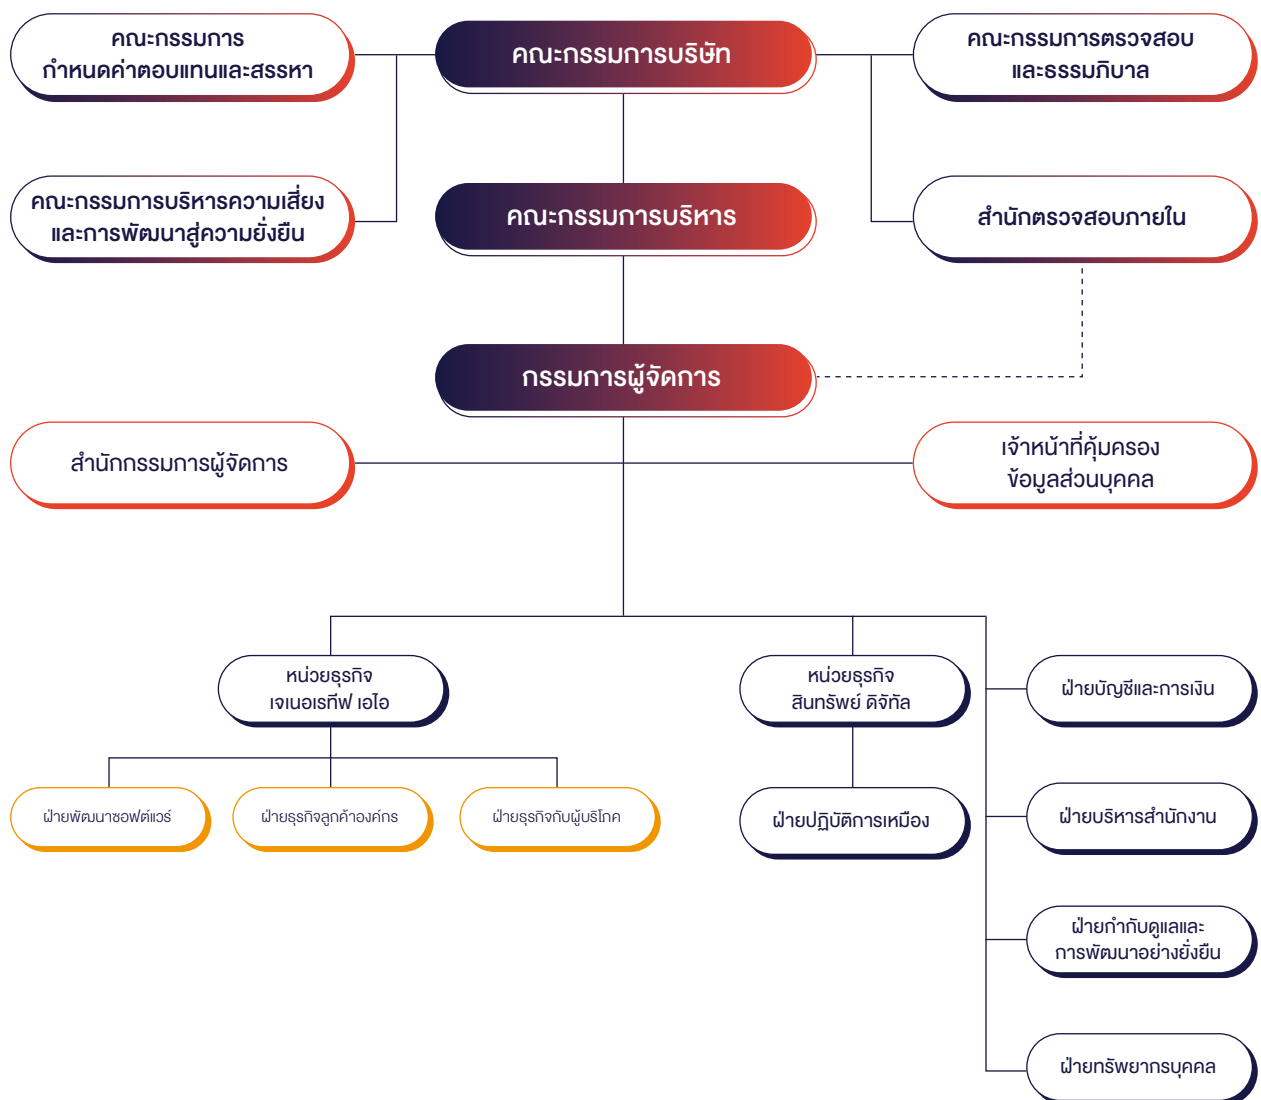 คณะกรรมการ
กำหนดค่าตอบแทนและสรรหา
คณะกรรมการบริษัท
คณะกรรมการตรวจสอบ
และธรรมภิบาล
คณะกรรมการบริหารความเสี่ยง
และการพัฒนาสู่ความยั่งยืน
คณะกรรมการบริหาร
สำนักตรวจสอบภายใน
กรรมการผู้จัดการ
สำนักกรรมการผู้จัดการ
เจ้าหน้าที่คุ้มครอง
ข้อมูลส่วนบุคคล
หน่วยธุรกิจ
เจเนอเรทีฟ เอไอ
หน่วยธุรกิจ
สินทรัพย์ ดิจิทัล
ฝ่ายบัญชีและการเงิน
ฝ่ายพัฒนาซอฟต์แวร์
ฝ่ายธุรกิจลูกค้าองค์กร
ฝ่ายธุรกิจกับผู้บริโภค
ฝ่ายปฏิบัติการเหมือง
ฝ่ายบริหารสำนักงาน
ฝ่ายกำกับดูแลและ
การพัฒนาอย่างยั่งยืน
ฝ่ายทรัพยากรบุคคล